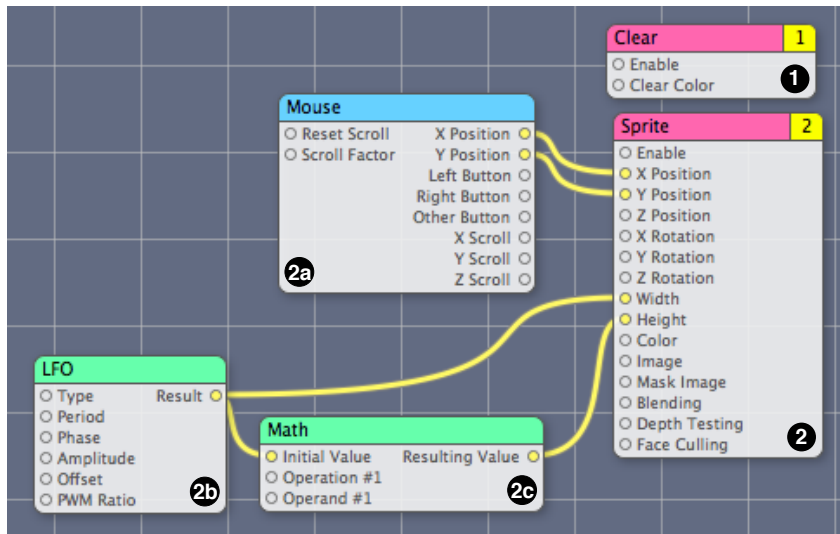 Clear 1
Enable
Clear Color
1
Mouse
Reset Scroll X Position
Scroll Factor Y Position
Left Button
Right Button
Other Button
X Scroll
Y Scroll
Z Scroll
2a
Sprite 2
Enable
X Position
Y Position
Z Position
X Rotation
Y Rotation
Z Rotation
Width
Height
Color
Image
Mask Image
Blending
Depth Testing
Face Culling
2
LFO
Type Result
Period
Phase
Amplitude
Offset
PWM Ratio
2b
Math
Initial Value Resulting Value
Operation #1
Operand #1
2c